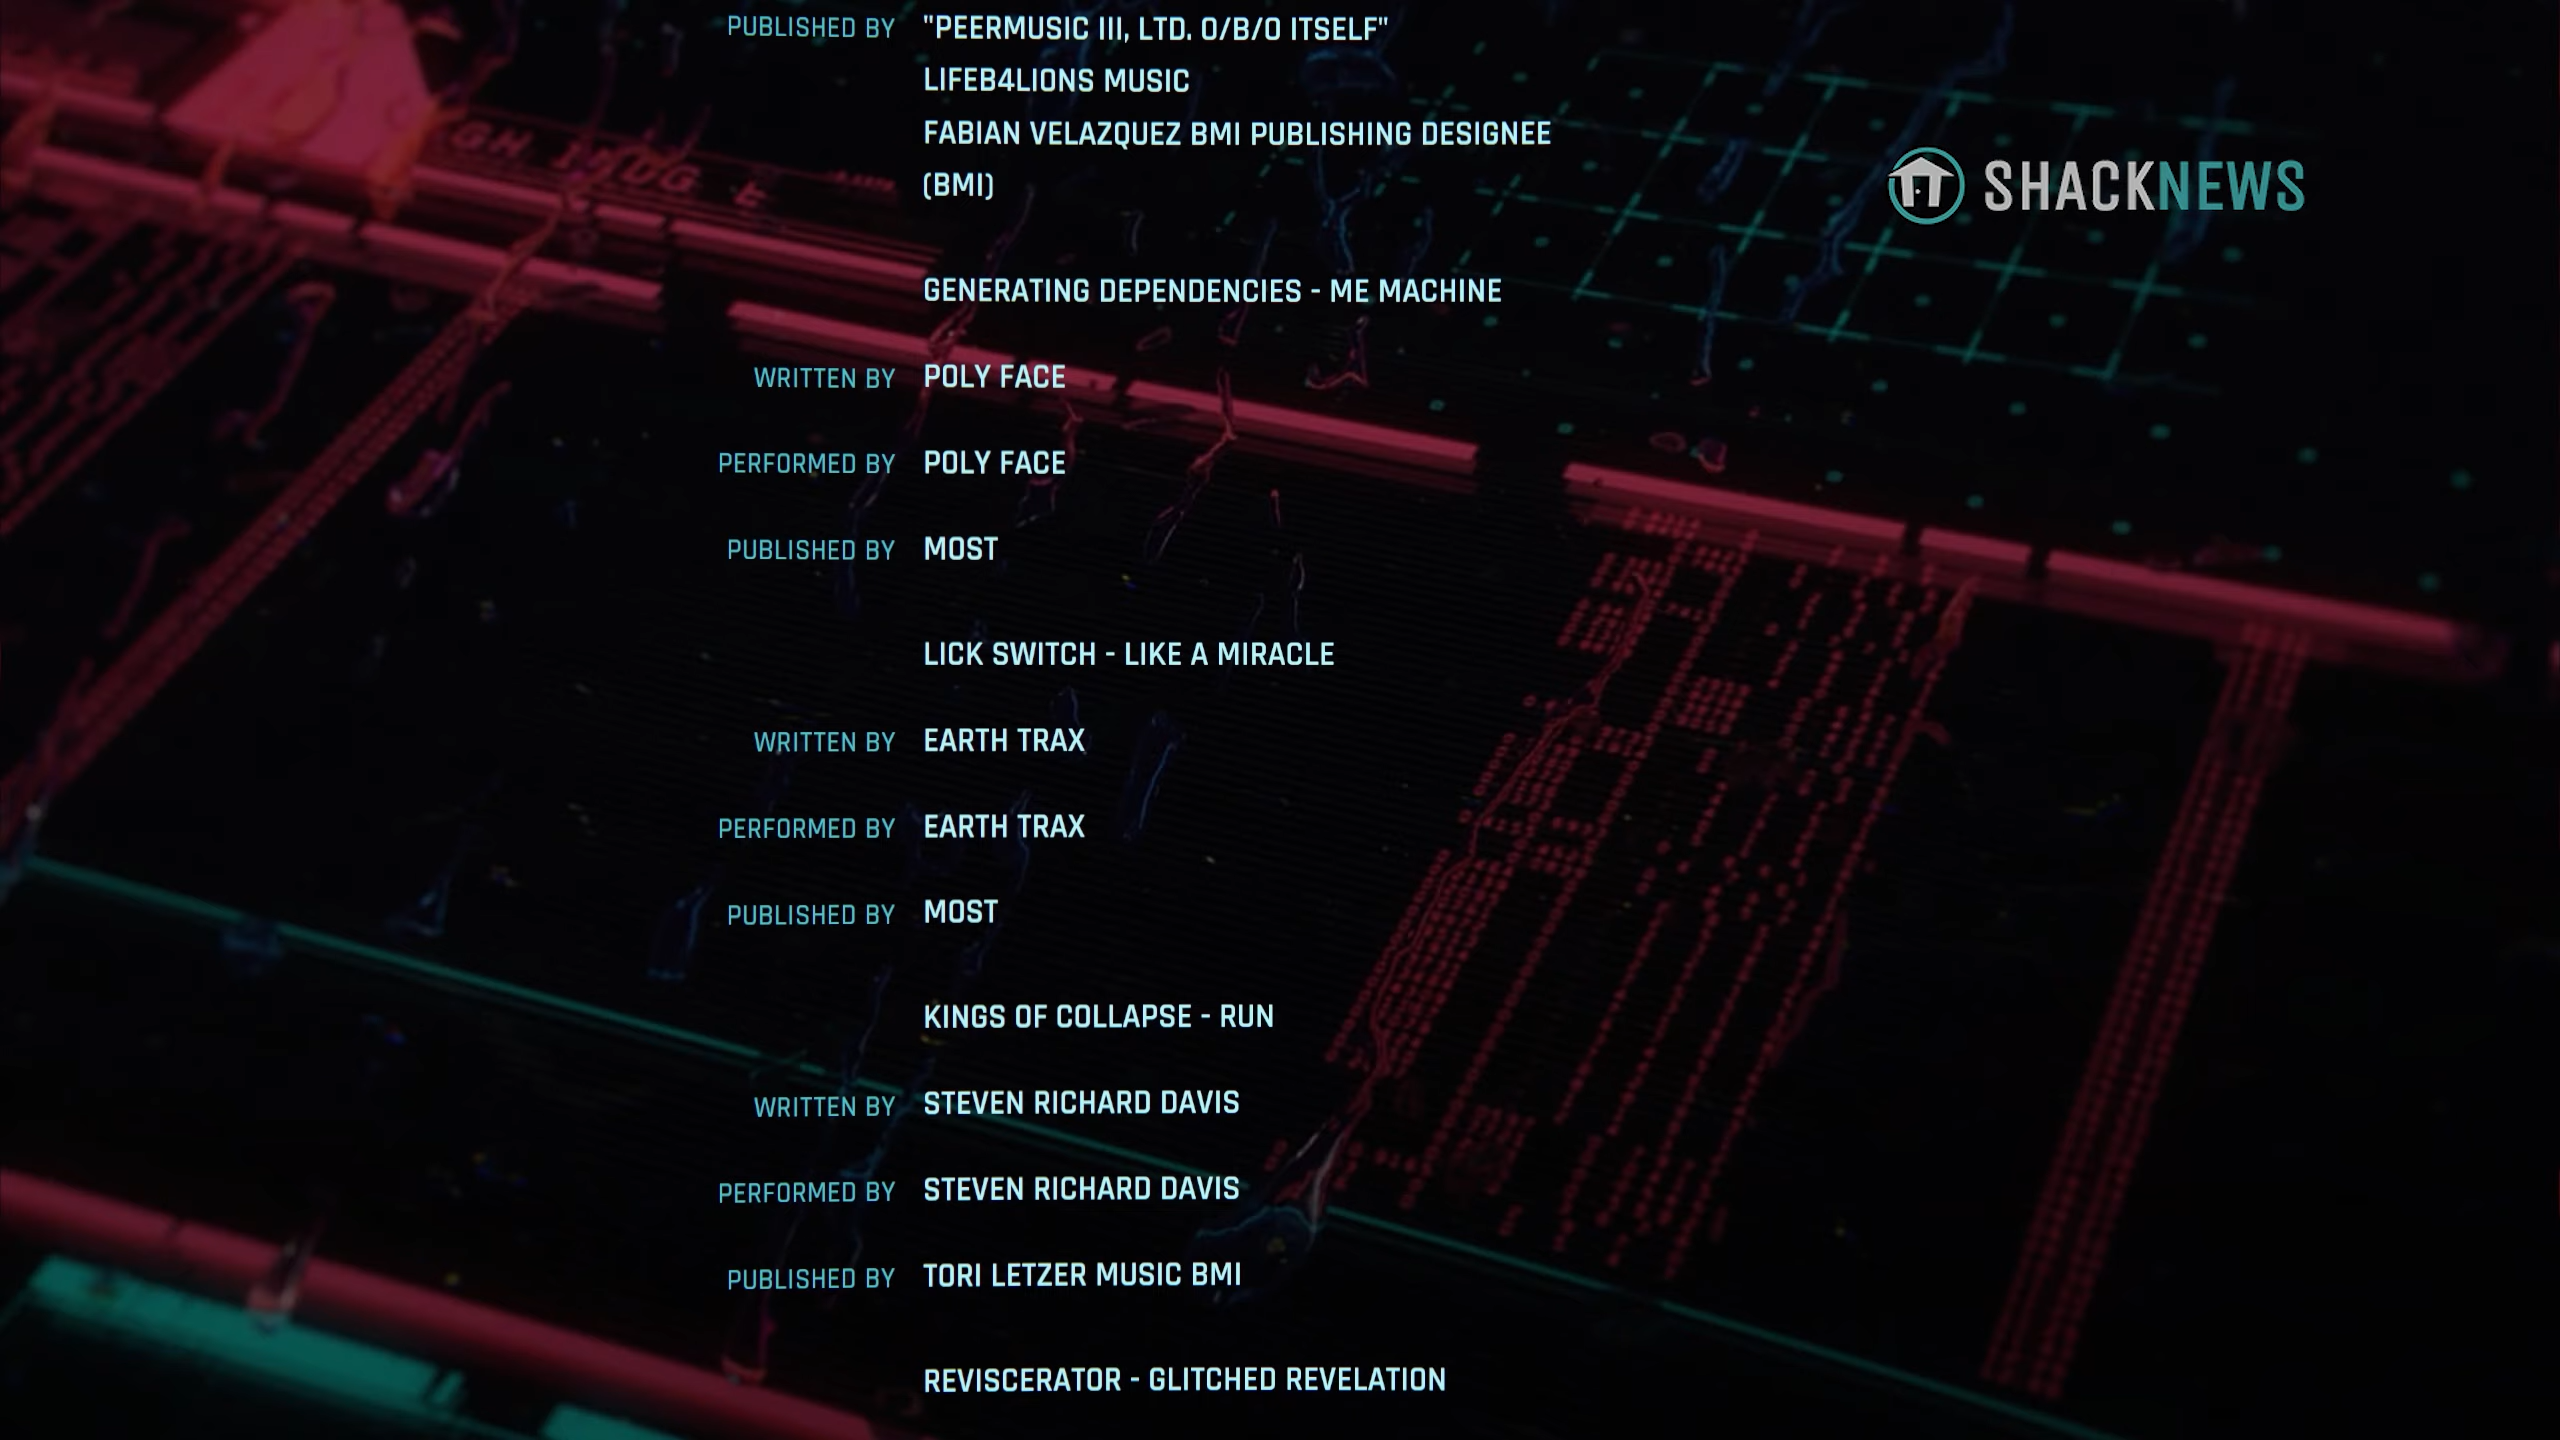 PUBLISHED BY "PEERMUSIC III, LTD. O/B/O ITSELF"
LIFEB4LIONS MUSIC
FABIAN VELAZQUEZ BMI PUBLISHING DESIGNEE
(BMI)
SHACKNEWS
GENERATING DEPENDENCIES - ME MACHINE
WRITTEN BY POLY FACE
PERFORMED BY POLY FACE
PUBLISHED BY MOST
LICK SWITCH - LIKE A MIRACLE
WRITTEN BY EARTH TRAX
PERFORMED BY EARTH TRAX
PUBLISHED BY MOST
KINGS OF COLLAPSE - RUN
WRITTEN BY STEVEN RICHARD DAVIS
PERFORMED BY STEVEN RICHARD DAVIS
PUBLISHED BY TORI LETZER MUSIC BMI
REVISCERATOR - GLITCHED REVELATION